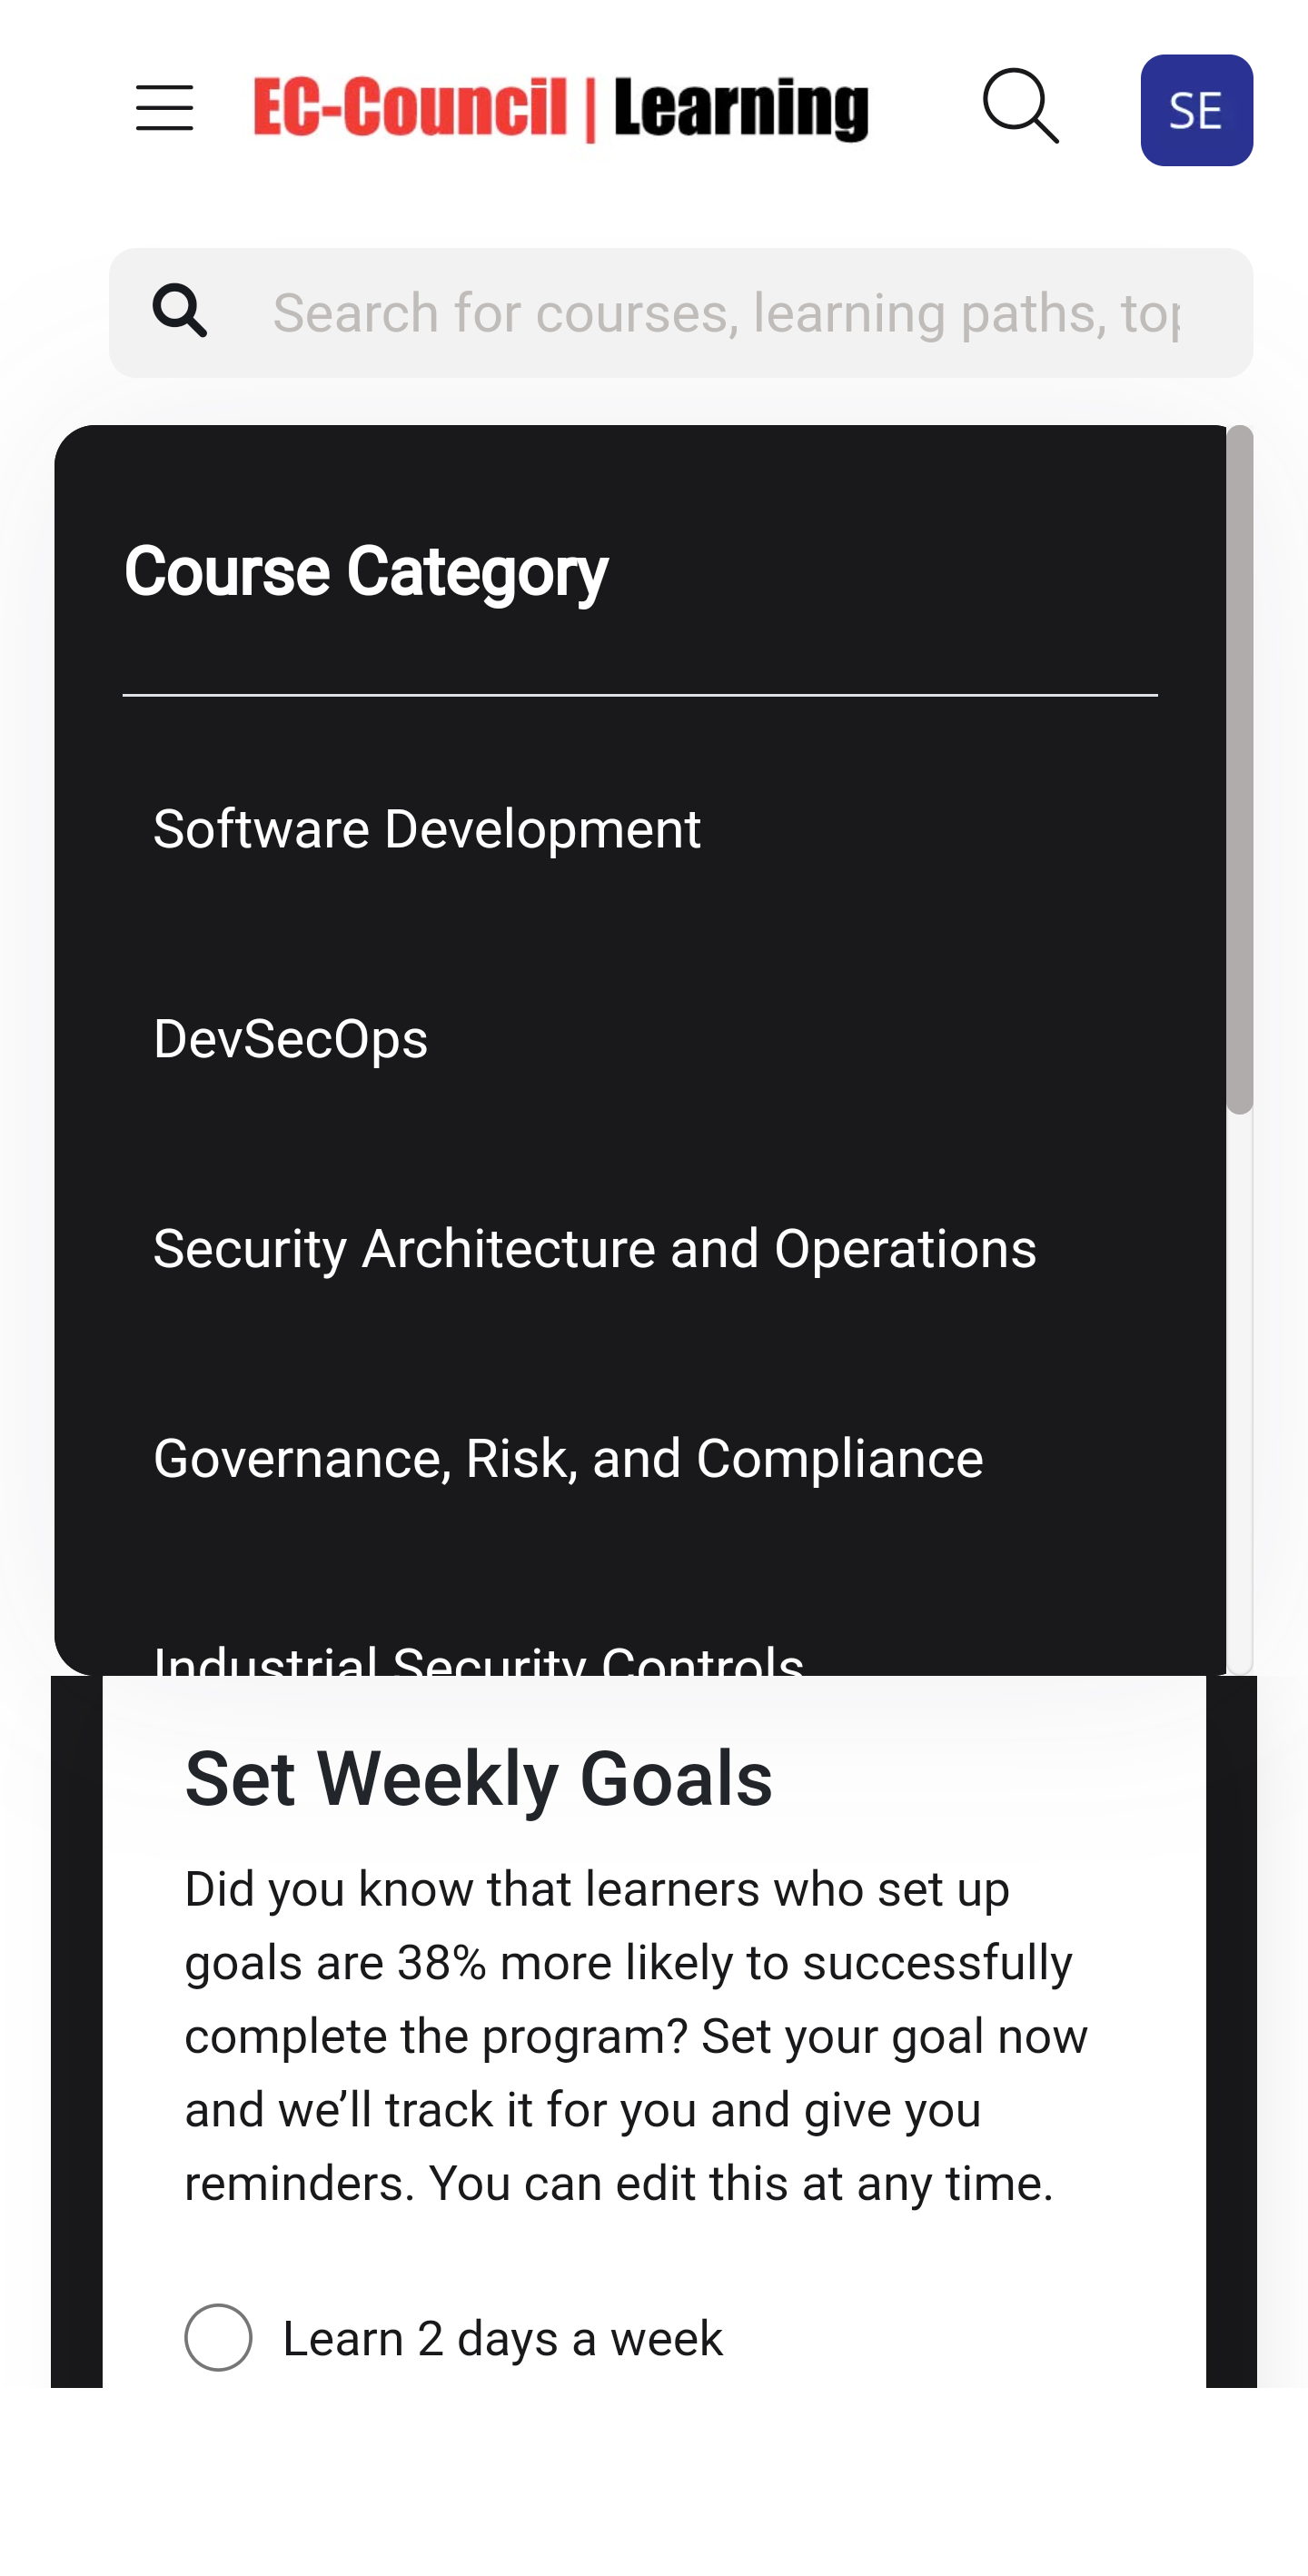 EC-Council | Learning
SE
Search for courses, learning paths, top
Course Category
Software Development
DevSecOps
Security Architecture and Operations
Governance, Risk, and Compliance
Industrial Security Controls
Set Weekly Goals
Did you know that learners who set up
goals are 38% more likely to successfully
complete the program? Set your goal now
and we’ll track it for you and give you
reminders. You can edit this at any time.
Learn 2 days a week